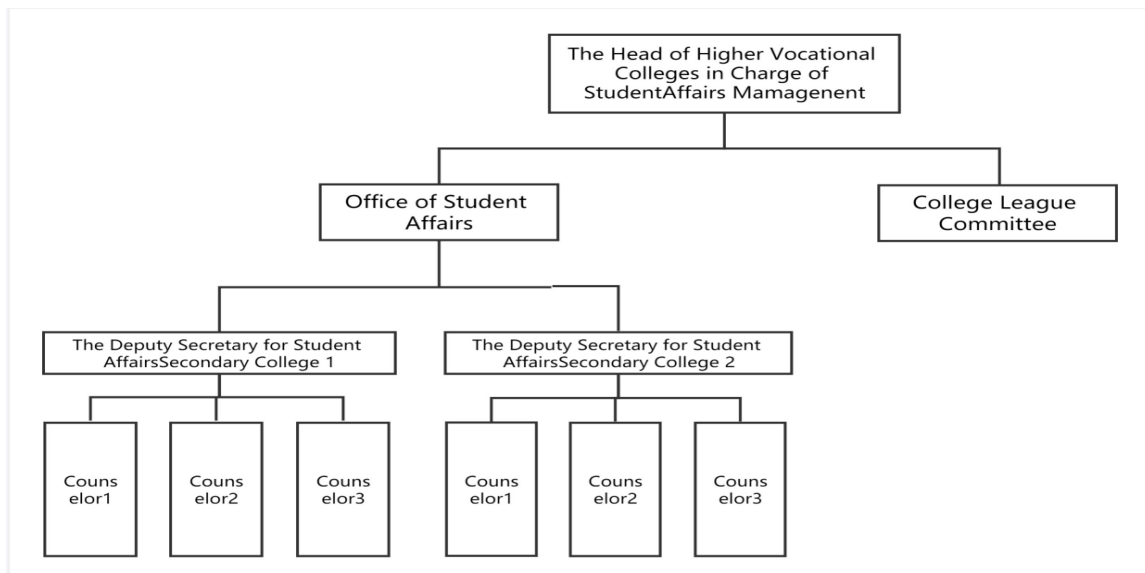 The Head of Higher Vocational
Colleges in Charge of
StudentAffairs Mamagenent
Office of Student
Affairs
College League
Committee
The Deputy Secretary for Student
AffairsSecondary College 1
The Deputy Secretary for Student
AffairsSecondary College 2
Couns
elor1
Couns
elor2
Couns
elor3
Couns
elor1
Couns
elor2
Couns
elor3